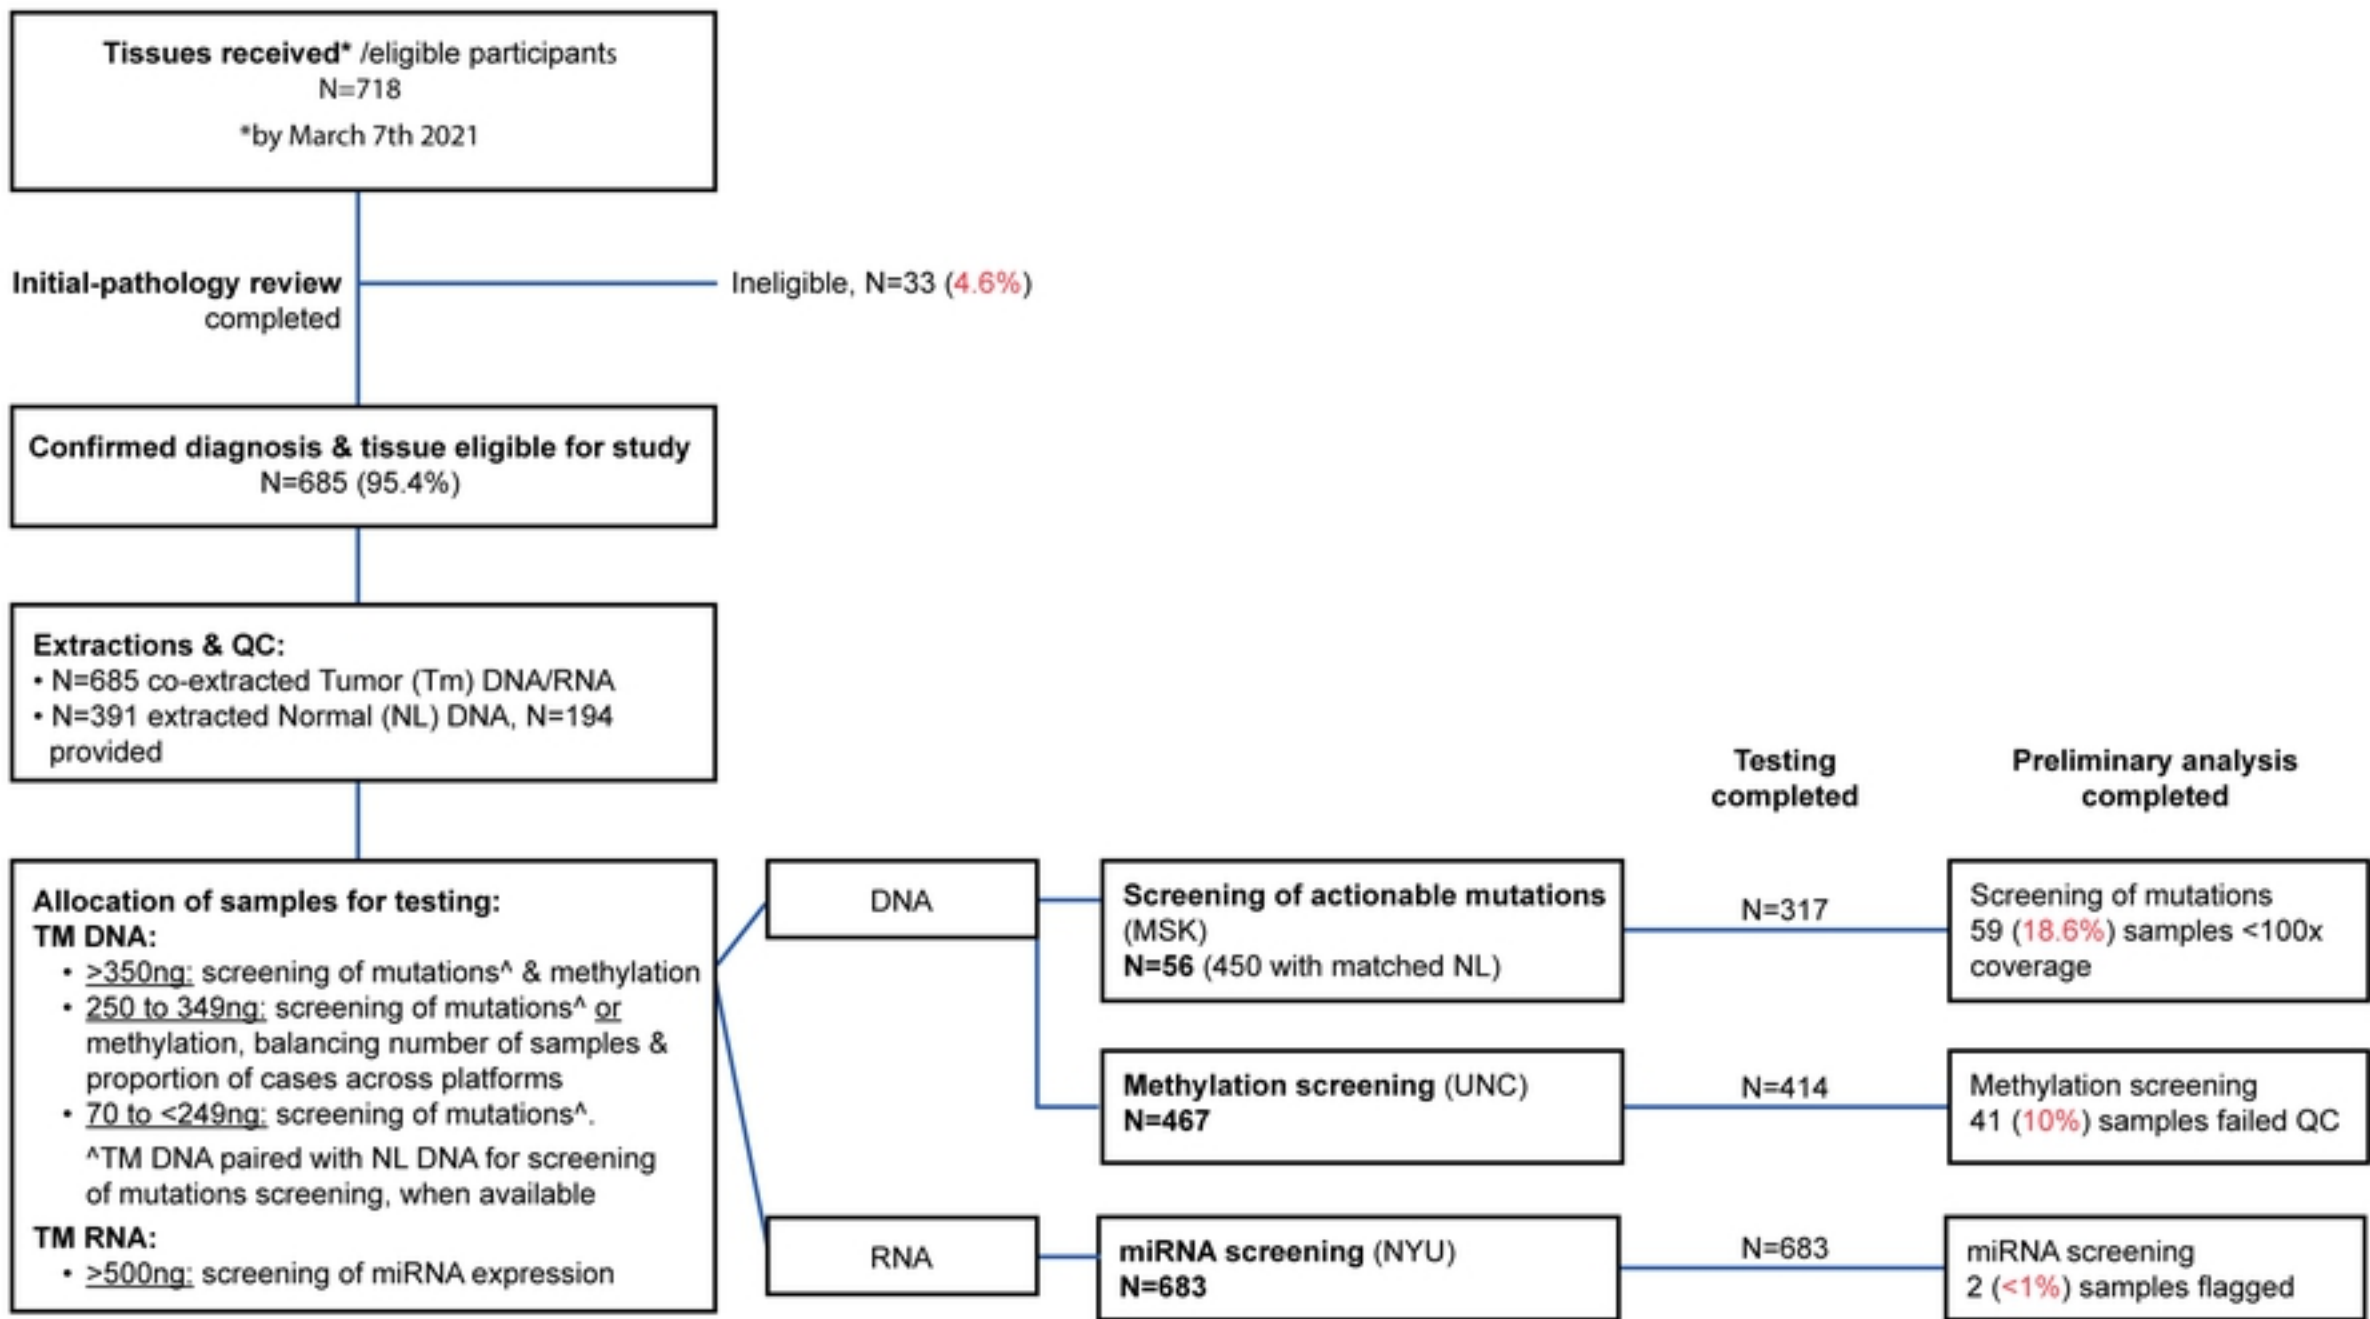 Tissues received* /eligible participants
N=718
*by March 7th 2021
Initial-pathology review
completed
Ineligible, N=33 (4.6%)
Confirmed diagnosis & tissue eligible for study
N=685 (95.4%)
Extractions & QC:
• N=685 co-extracted Tumor (Tm) DNA/RNA
• N=391 extracted Normal (NL) DNA, N=194
provided
Allocation of samples for testing:
TM DNA:
• >350ng: screening of mutations^ & methylation
• 250 to 349ng: screening of mutations^ or
methylation, balancing number of samples &
proportion of cases across platforms
• 70 to <249ng: screening of mutations^.
^TM DNA paired with NL DNA for screening
of mutations screening, when available
TM RNA:
• >500ng: screening of miRNA expression
DNA
RNA
Screening of actionable mutations
(MSK)
N=56 (450 with matched NL)
Methylation screening (UNC)
N=467
miRNA screening (NYU)
N=683
Testing
completed
N=317
N=414
N=683
Preliminary analysis
completed
Screening of mutations
59 (18.6%) samples <100x
coverage
Methylation screening
41 (10%) samples failed QC
miRNA screening
2 (<1%) samples flagged